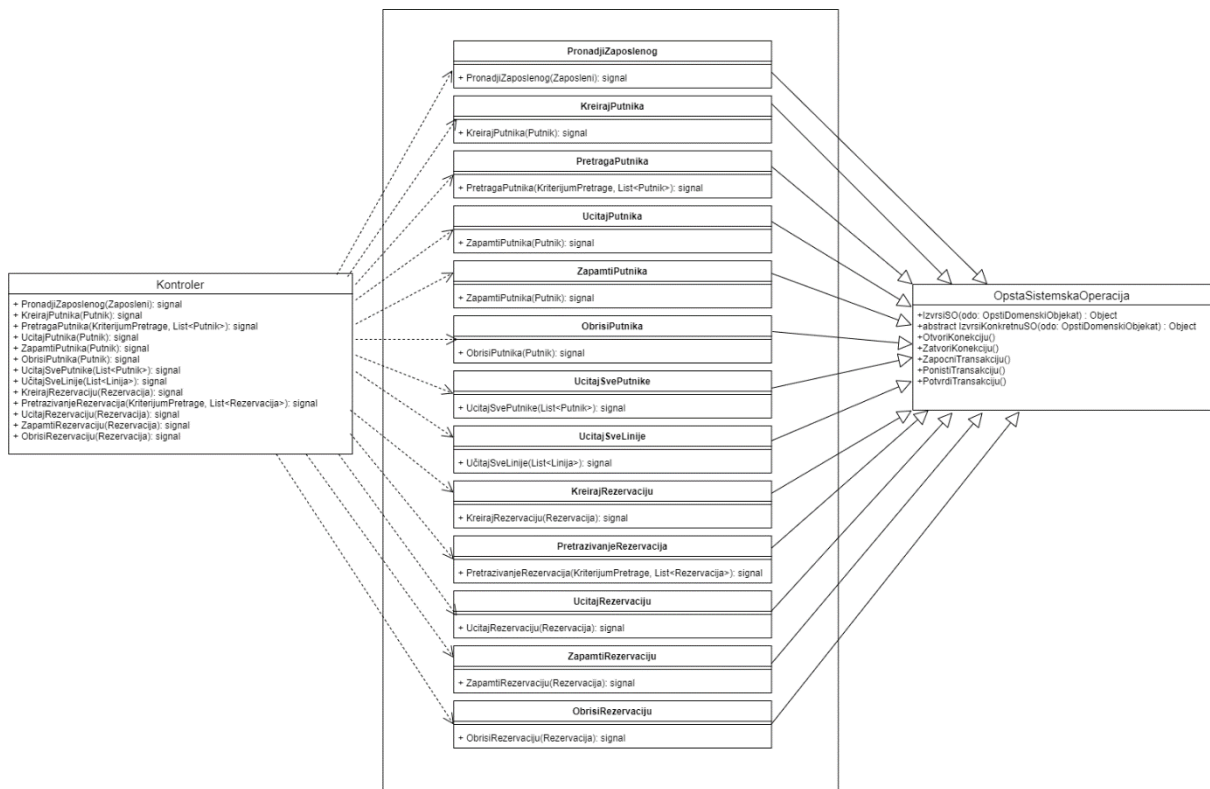 Kontroler
+ PronadjiZaposlenog(Zaposleni): signal
+ KreirajPutnika(Putnik): signal
+ PretragaPutnika(KriterijumPretrage, List<Putnik>): signal
+ UcitajPutnika(Putnik): signal
+ ZapamtiPutnika(Putnik): signal
+ ObrisiPutnika(Putnik): signal
+ UcitajSvePutnike(List<Putnik>): signal
+ UčitajSveLinije(List<Linija>): signal
+ KreirajRezervaciju(Rezervacija): signal
+ PretrazivanjeRezervacija(KriterijumPretrage, List<Rezervacija>): signal
+ UcitajRezervaciju(Rezervacija): signal
+ ZapamtiRezervaciju(Rezervacija): signal
+ ObrisiRezervaciju(Rezervacija): signal
PronadjiZaposlenog
+ PronadjiZaposlenog(Zaposleni): signal
KreirajPutnika
+ KreirajPutnika(Putnik): signal
PretragaPutnika
+ PretragaPutnika(KriterijumPretrage, List<Putnik>): signal
UcitajPutnika
+ ZapamtiPutnika(Putnik): signal
ZapamtiPutnika
+ ZapamtiPutnika(Putnik): signal
ObrisiPutnika
+ ObrisiPutnika(Putnik): signal
UcitajSvePutnike
+ UcitajSvePutnike(List<Putnik>): signal
UcitajSveLinije
+ UčitajSveLinije(List<Linija>): signal
KreirajRezervaciju
+ KreirajRezervaciju(Rezervacija): signal
PretrazivanjeRezervacija
+ PretrazivanjeRezervacija(KriterijumPretrage, List<Rezervacija>): signal
UcitajRezervaciju
+ UcitajRezervaciju(Rezervacija): signal
ZapamtiRezervaciju
+ ZapamtiRezervaciju(Rezervacija): signal
ObrisiRezervaciju
+ ObrisiRezervaciju(Rezervacija): signal
OpstaSistemskaOperacija
+IzvrsiSO(odo: OpstiDomenskiObjekat) : Object
+abstract IzvrsiKonkretnuSO(odo: OpstiDomenskiObjekat) : Object
+OtvoriKonekciju()
+ZatvoriKonekciju()
+ZapocniTransakciju()
+PonistiTransakciju()
+PotvrdiTransakciju()